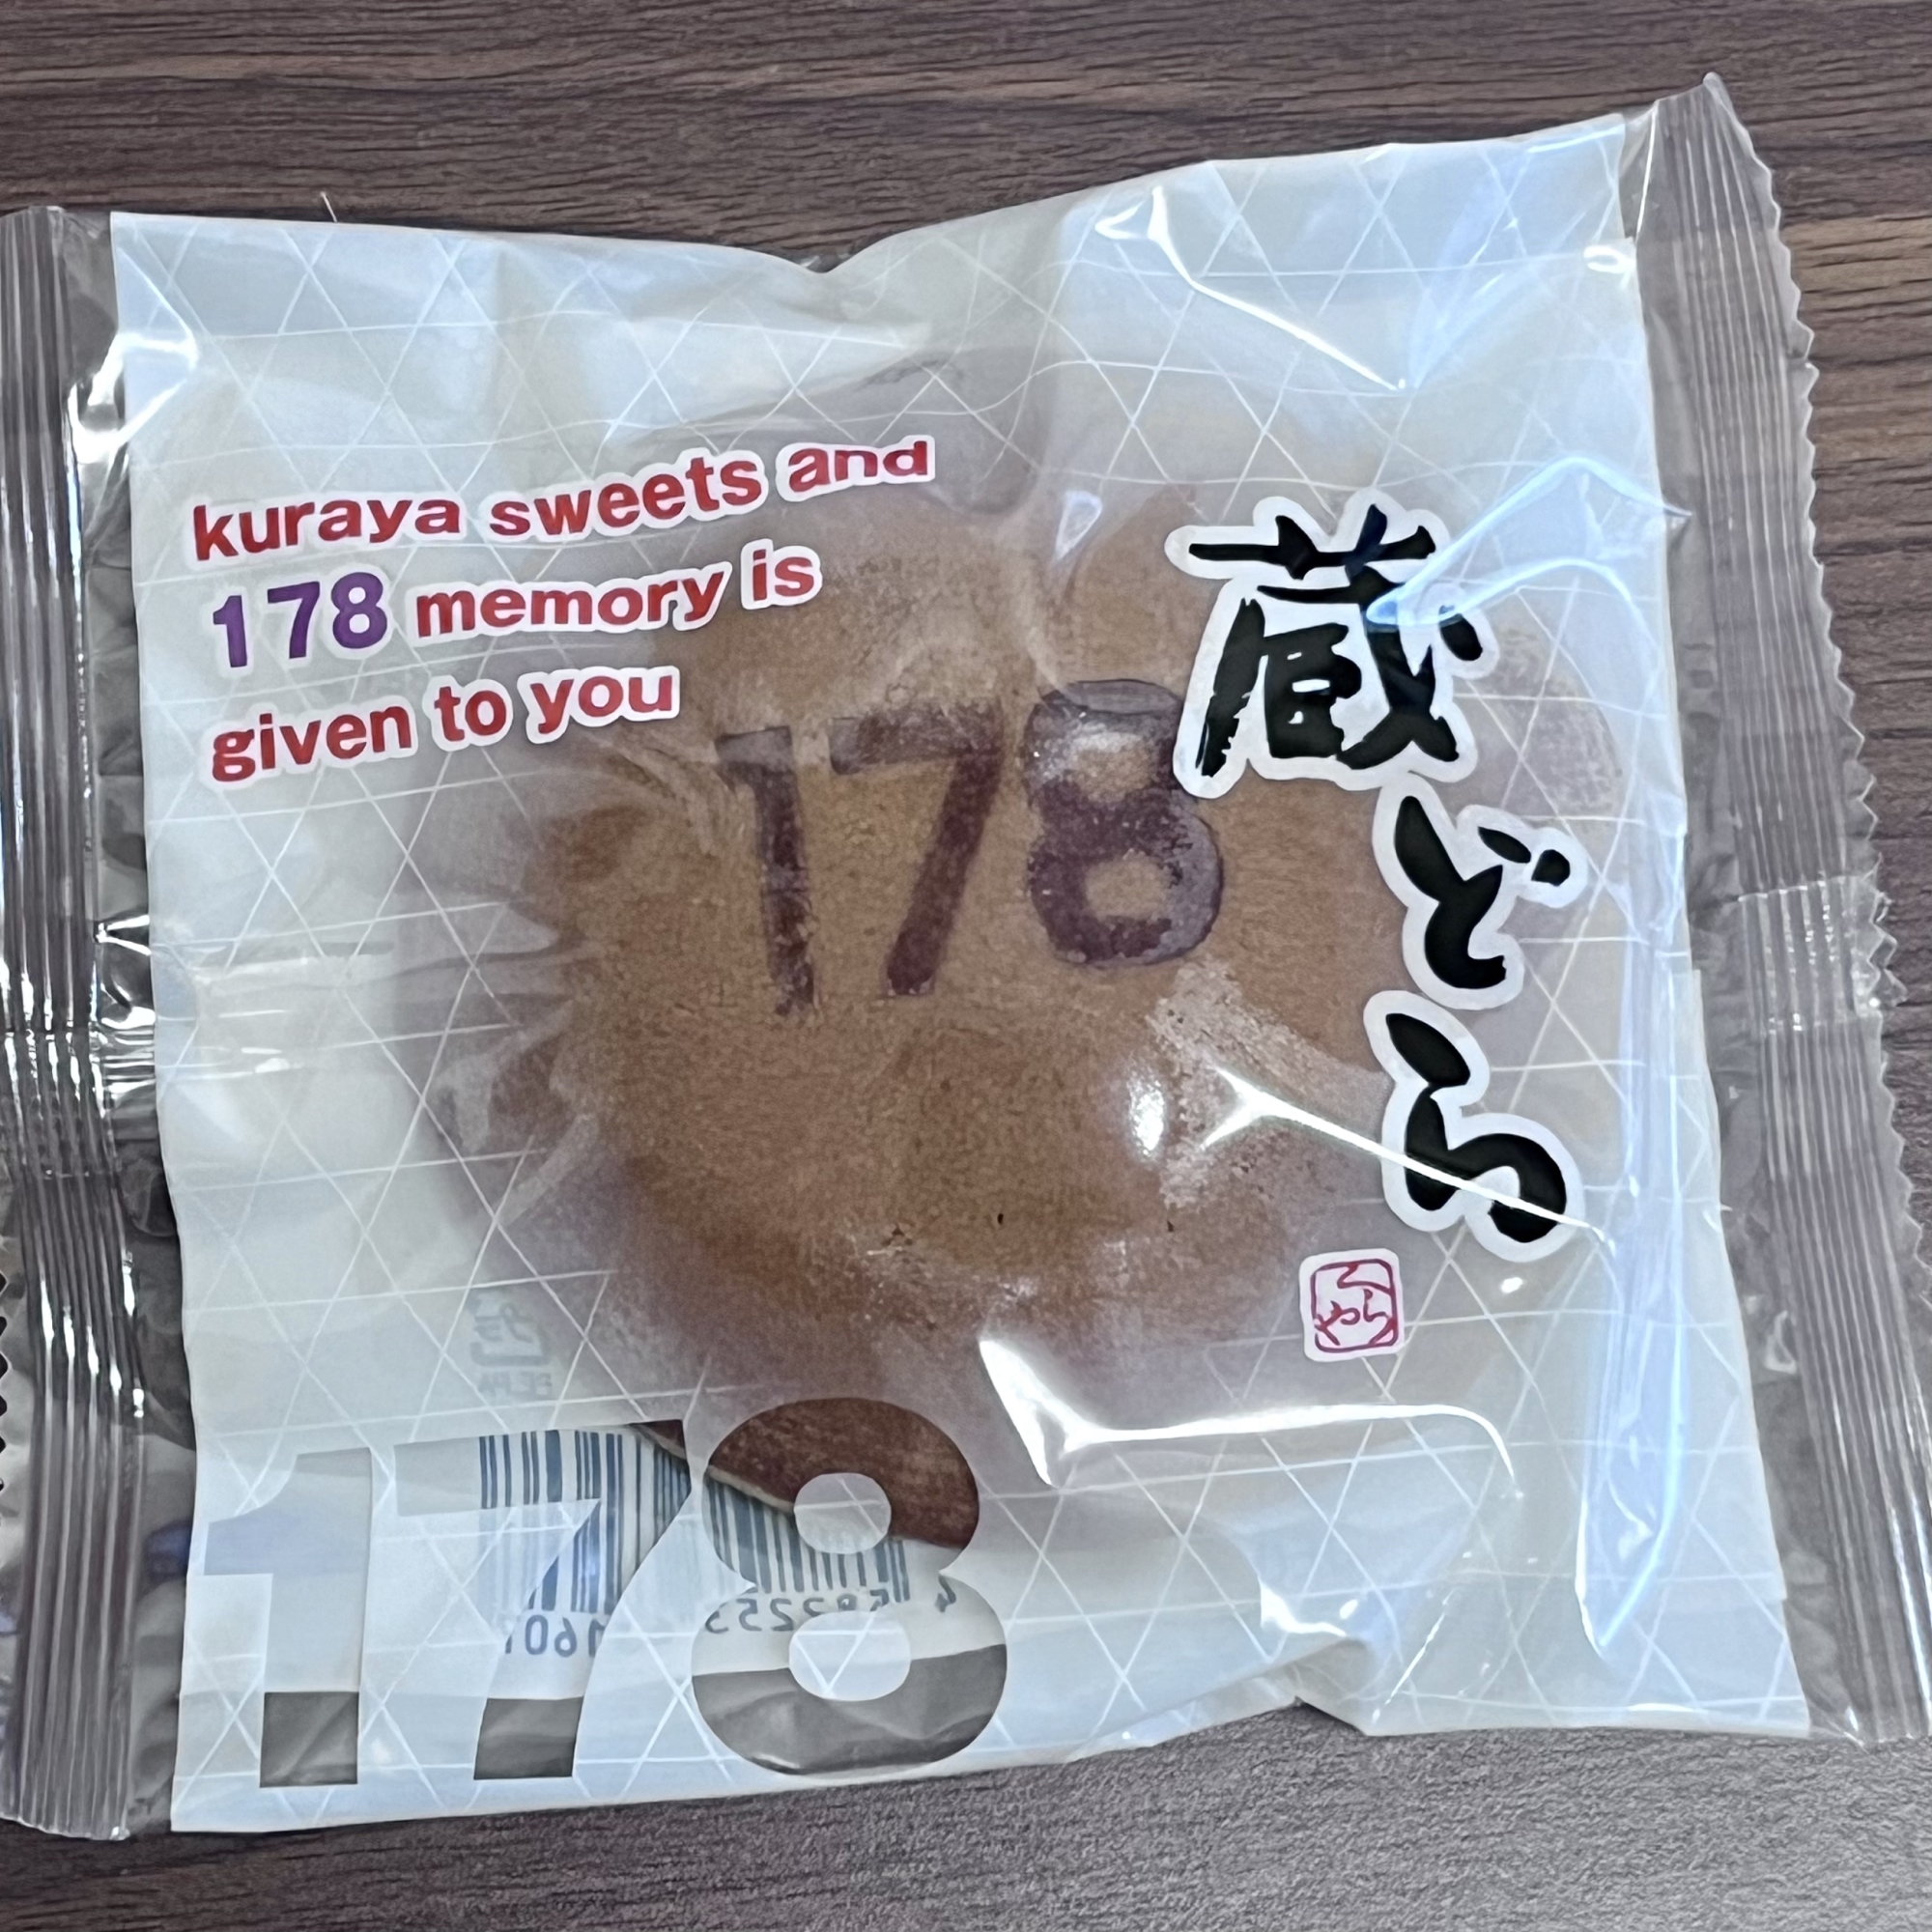 kuraya sweets and
178 memory is
given to you
蔵どら
178
くらや
178